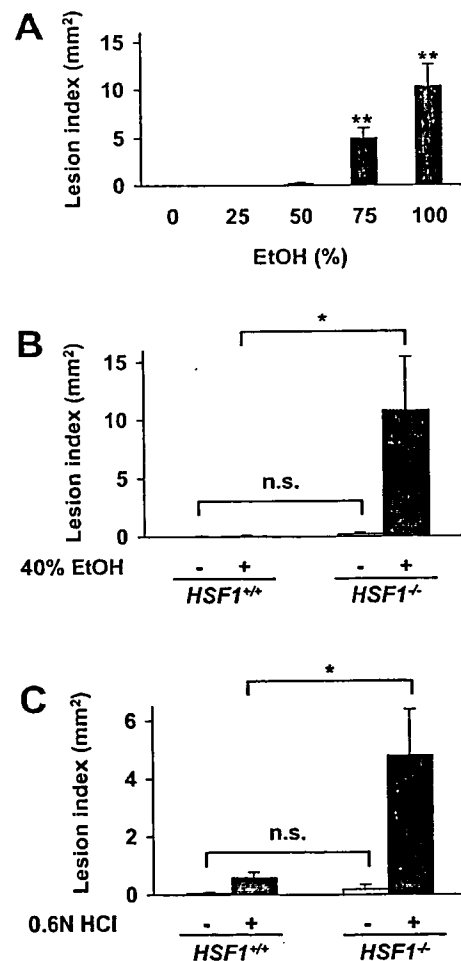 A
Lesion index (mm²)
15
10
5
0
**
**
0 25 50 75 100
EtOH (%)
B
Lesion index (mm²)
15
10
5
0
*
n.s.
40% EtOH - + - +
HSF1+/+ HSF1-/-
C
Lesion index (mm²)
6
4
2
0
*
n.s.
0.6N HCl - + - +
HSF1+/+ HSF1-/-